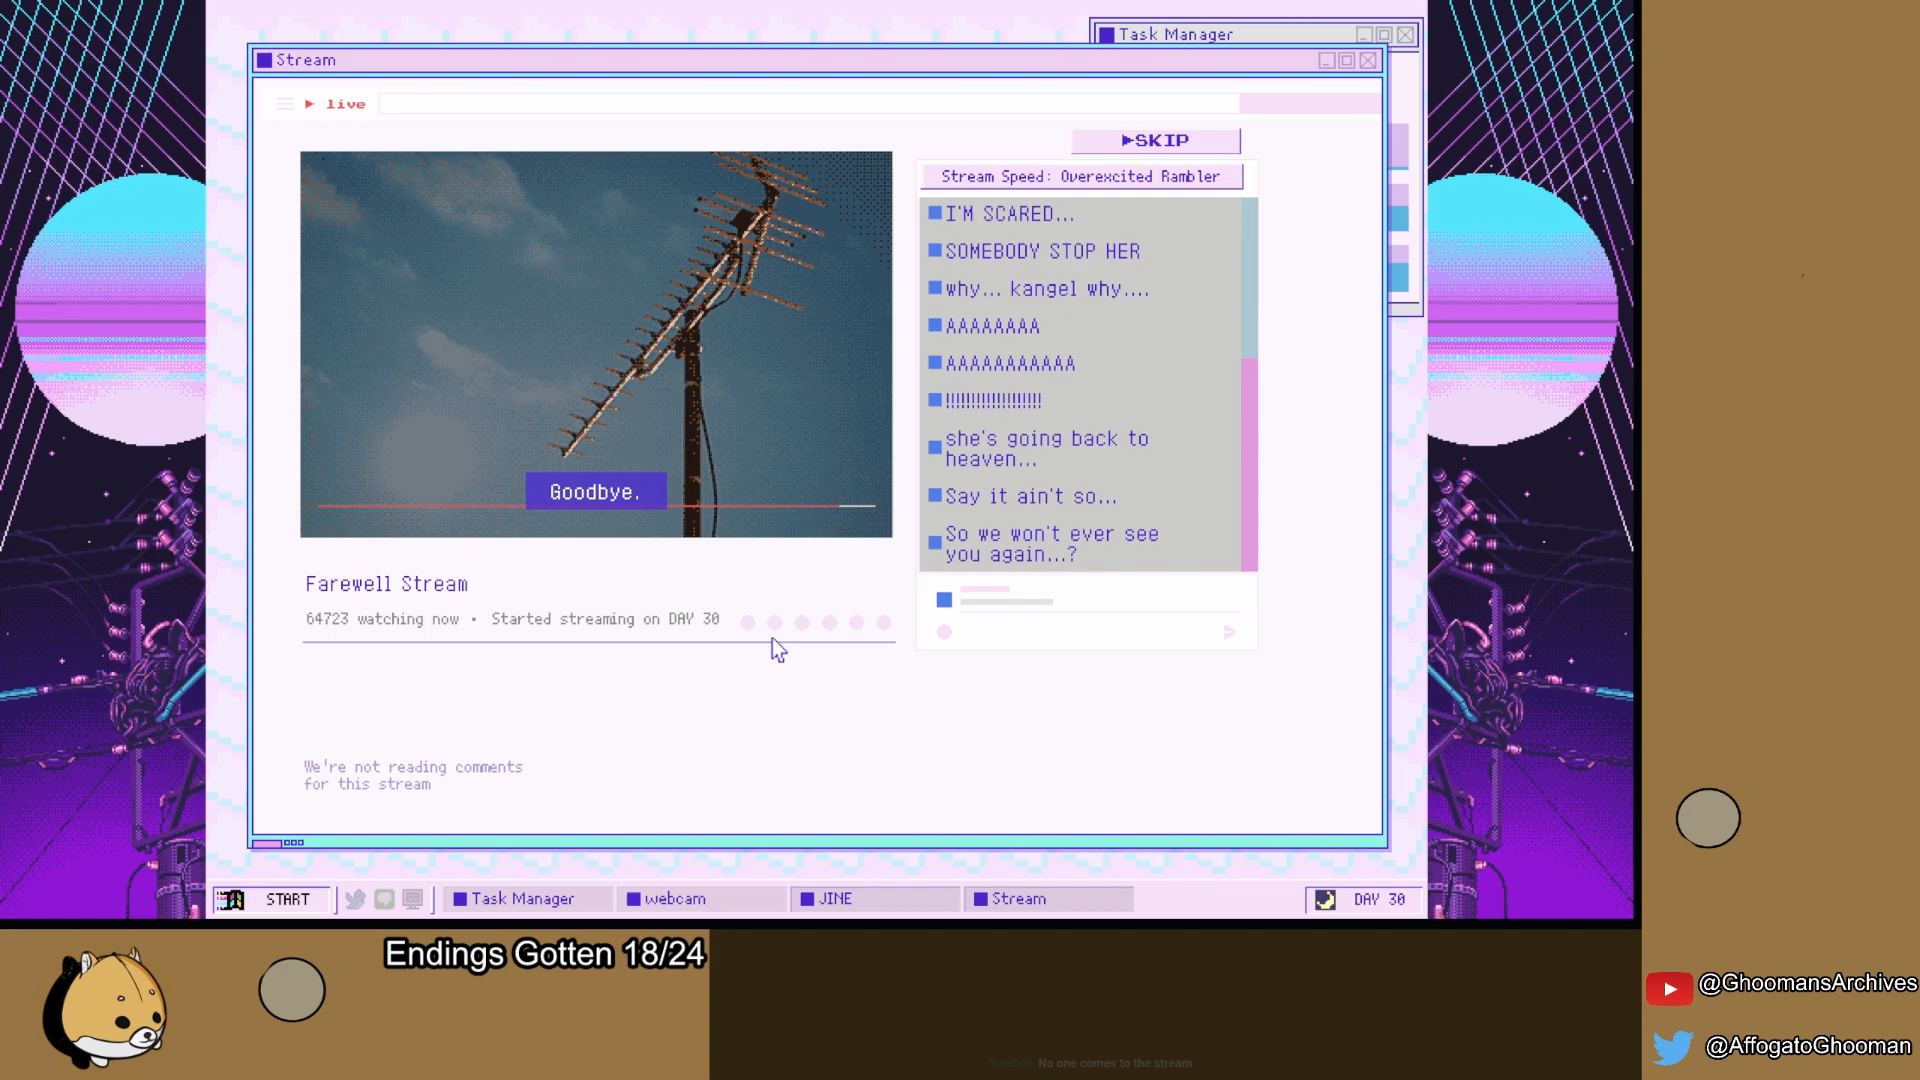 Task Manager
Stream
live
▶SKIP
Stream Speed: Overexcited Rambler
I'M SCARED...
SOMEBODY STOP HER
why... kangel why....
AAAAAAAA
AAAAAAAAAAA
!!!!!!!!!!!!!!!!!!
she's going back to
heaven...
Say it ain't so...
So we won't ever see
you again...?
Goodbye.
Farewell Stream
64723 watching now • Started streaming on DAY 30
We're not reading comments
for this stream
START
Task Manager
webcam
JINE
Stream
DAY 30
Endings Gotten 18/24
@GhoomansArchives
@AffogatoGhooman
No one comes to the stream